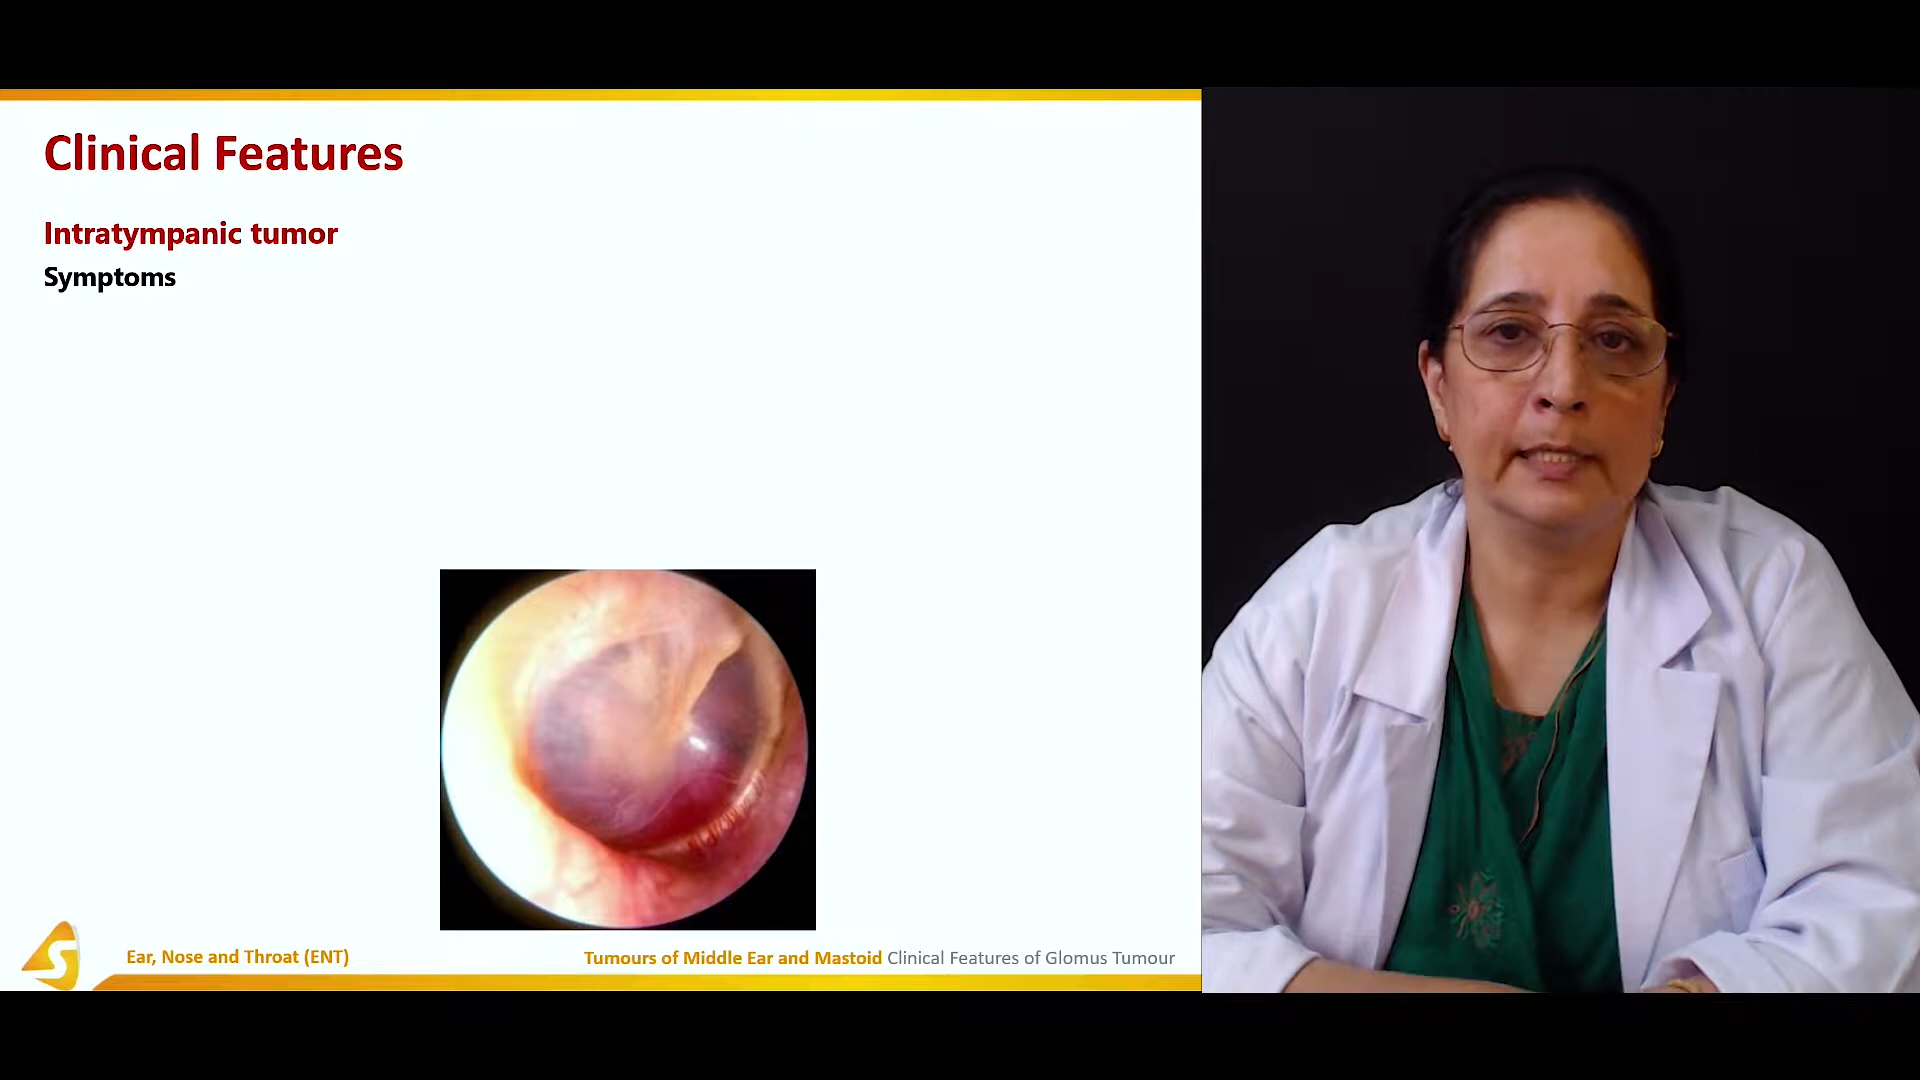 Clinical Features
Intratympanic tumor
Symptoms
Ear, Nose and Throat (ENT)
Tumours of Middle Ear and Mastoid Clinical Features of Glomus Tumour